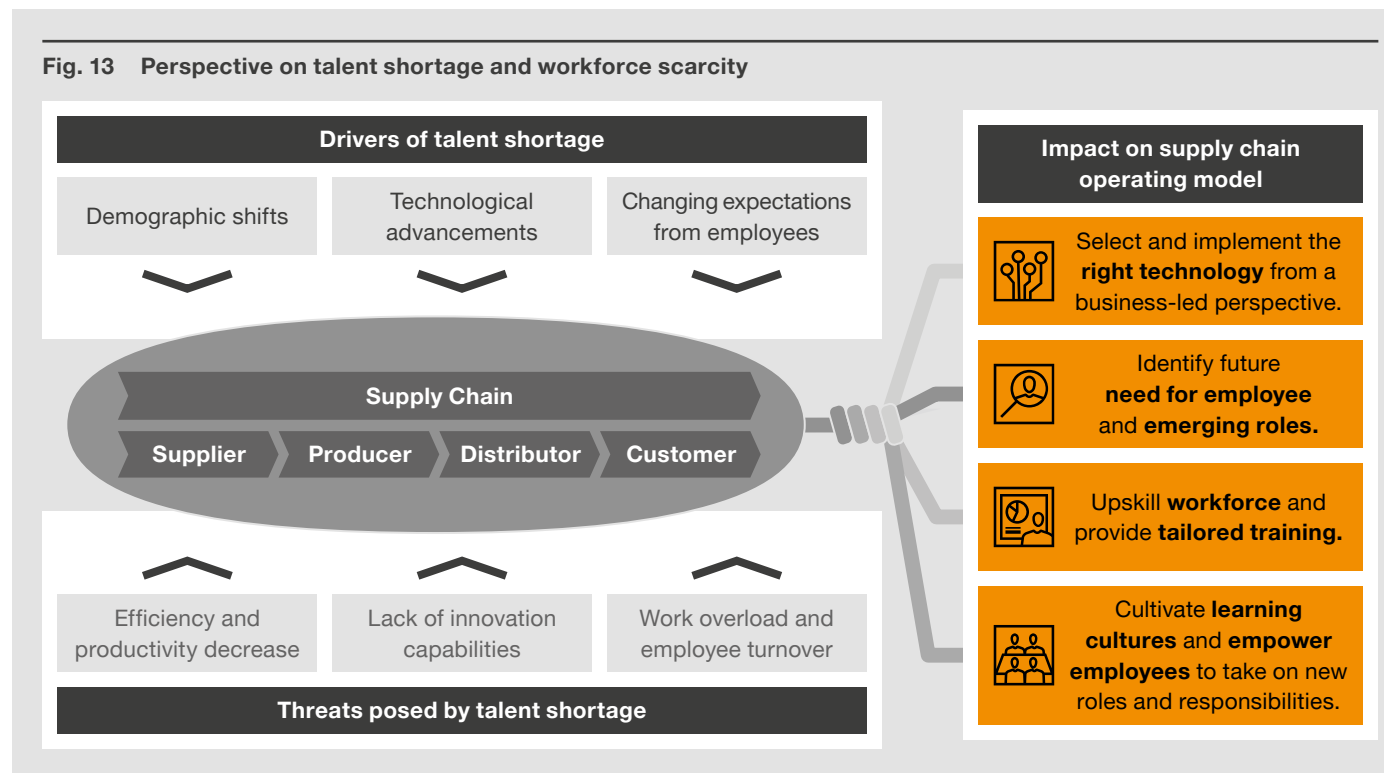 Fig. 13 Perspective on talent shortage and workforce scarcity
Drivers of talent shortage
Demographic shifts
Technological
advancements
Changing expectations
from employees
Supply Chain
Supplier
Producer
Distributor
Customer
Efficiency and
productivity decrease
Lack of innovation
capabilities
Work overload and
employee turnover
Threats posed by talent shortage
Impact on supply chain
operating model
Select and implement the
right technology from a
business-led perspective.
Identify future
need for employee
and emerging roles.
Upskill workforce and
provide tailored training.
Cultivate learning
cultures and empower
employees to take on new
roles and responsibilities.